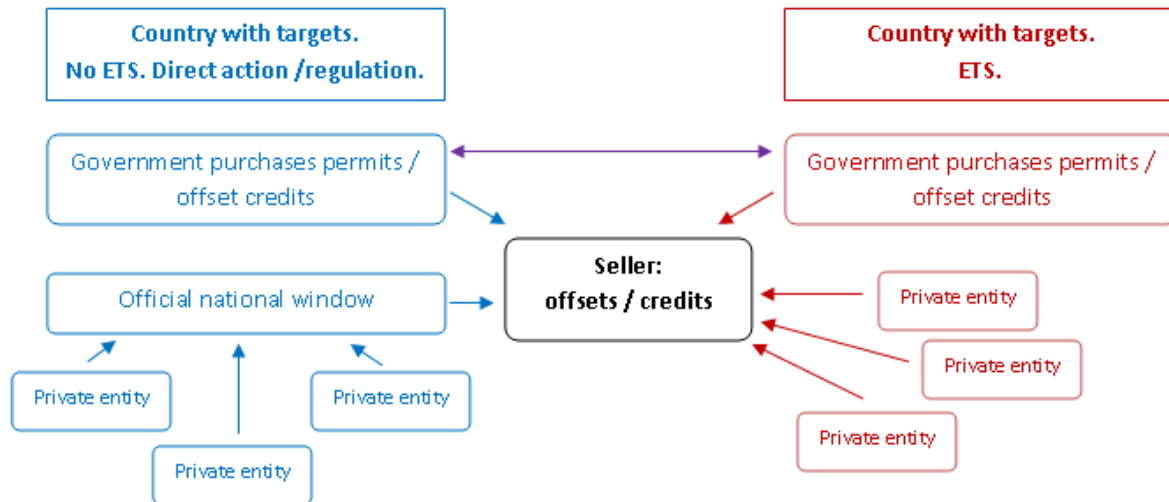 Country with targets.
No ETS. Direct action /regulation.
Country with targets.
ETS.
Government purchases permits /
offset credits
Government purchases permits /
offset credits
Seller:
offsets / credits
Official national window
Private entity
Private entity
Private entity
Private entity
Private entity
Private entity